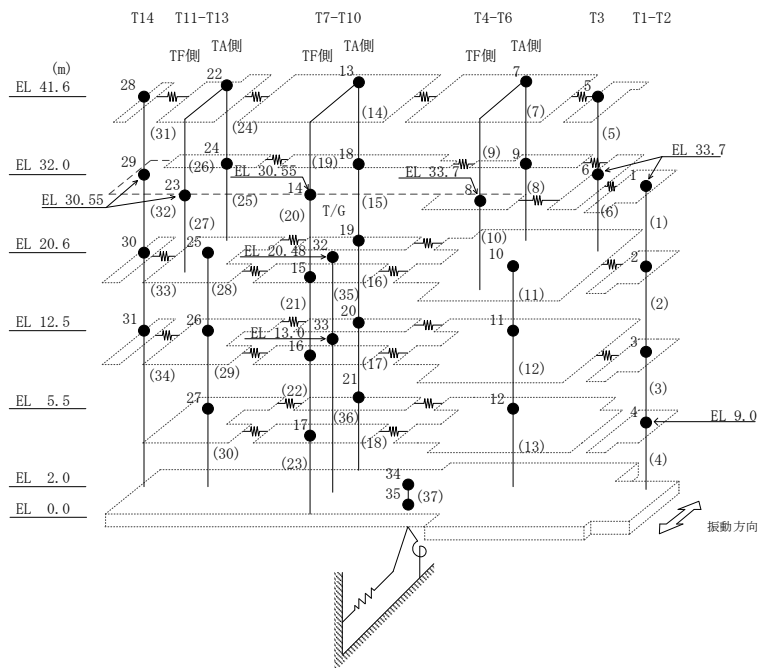 T14 T11-T13 T7-T10 T4-T6 T3 T1-T2
TF側 TA側 TF側 TA側 TF側 TA側
(m)
EL 41.6 28 22 13 7 5
(31) (24) (14) (7) (5)
EL 32.0 29 24 (26) (19) 18 (9) 9 6 EL 33.7
EL 30.55 23 EL 30.55 14 EL 33.7 8 (8) 1
(32) (25) (20) (15) (6)
(27) T/G (10) (1)
EL 20.6 30 25 32 19 10 2
EL 20.48 15
(33) (28) (35) (16) (11) (2)
(21)
EL 12.5 31 26 33 20 11 3
EL 13.0 16
(34) (29) (17) (12) (3)
EL 5.5 27 (22) 21 12 4 EL 9.0
17 (36)
(30) (23) (18) (13) (4)
EL 2.0 34
35 (37)
EL 0.0
振動方向